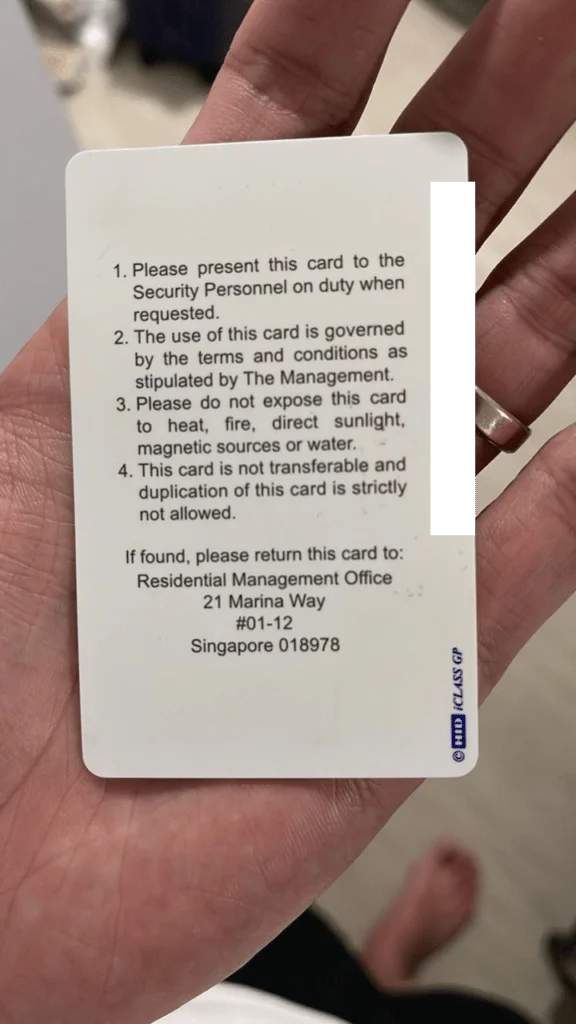 1. Please present this card to the
Security Personnel on duty when
requested.
2. The use of this card is governed
by the terms and conditions as
stipulated by The Management.
3. Please do not expose this card
to heat, fire, direct sunlight,
magnetic sources or water.
4. This card is not transferable and
duplication of this card is strictly
not allowed.
If found, please return this card to:
Residential Management Office
21 Marina Way
#01-12
Singapore 018978
© HID iCLASS GP